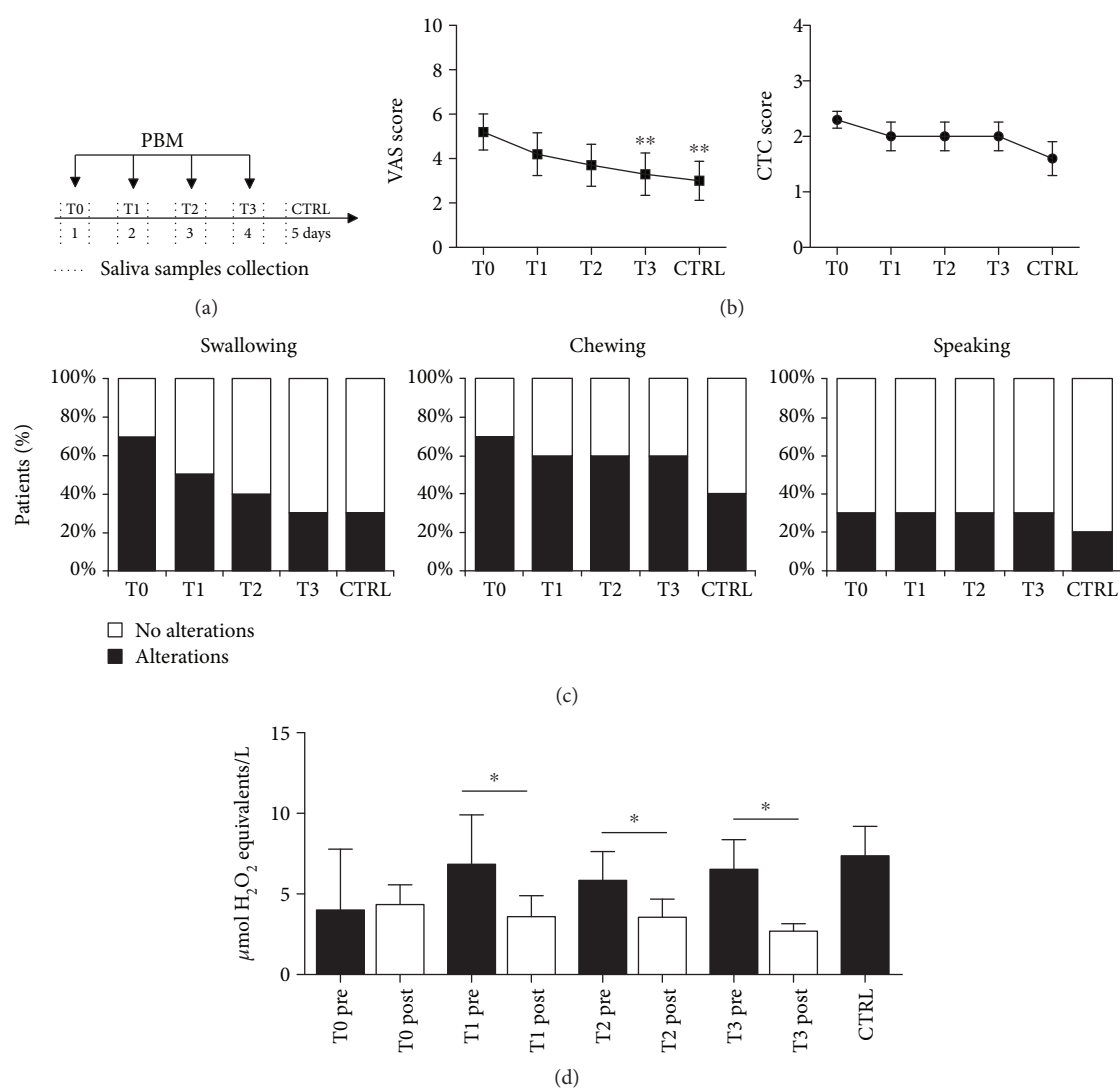 PBM
T0 T1 T2 T3 CTRL
1 2 3 4 5 days
Saliva samples collection
(a)
10
8
6
4
2
0
VAS score
** **
T0 T1 T2 T3 CTRL
4
3
2
1
0
CTC score
T0 T1 T2 T3 CTRL
(b)
Swallowing
100%
80%
60%
40%
20%
0%
Patients (%)
T0 T1 T2 T3 CTRL
Chewing
100%
80%
60%
40%
20%
0%
T0 T1 T2 T3 CTRL
Speaking
100%
80%
60%
40%
20%
0%
T0 T1 T2 T3 CTRL
No alterations
Alterations
(c)
15
10
5
0
μmol H₂O₂ equivalents/L
* * *
T0 pre
T0 post
T1 pre
T1 post
T2 pre
T2 post
T3 pre
T3 post
CTRL
(d)